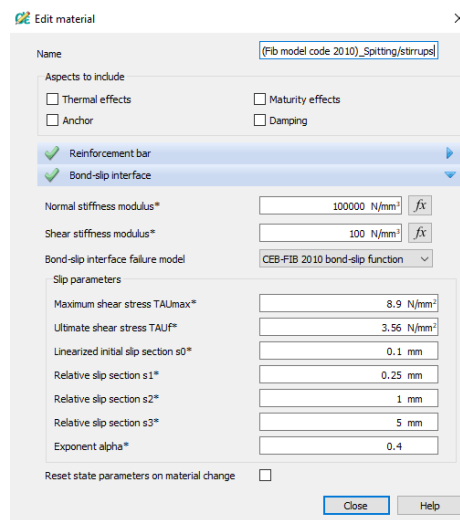 Edit material
Name (Fib model code 2010)_Spitting/stirrups
Aspects to include
Thermal effects Maturity effects
Anchor Damping
Reinforcement bar
Bond-slip interface
Normal stiffness modulus* 100000 N/mm³ fx
Shear stiffness modulus* 100 N/mm³ fx
Bond-slip interface failure model CEB-FIB 2010 bond-slip function
Slip parameters
Maximum shear stress TAUmax* 8.9 N/mm²
Ultimate shear stress TAUf* 3.56 N/mm²
Linearized initial slip section s0* 0.1 mm
Relative slip section s1* 0.25 mm
Relative slip section s2* 1 mm
Relative slip section s3* 5 mm
Exponent alpha* 0.4
Reset state parameters on material change
Close Help